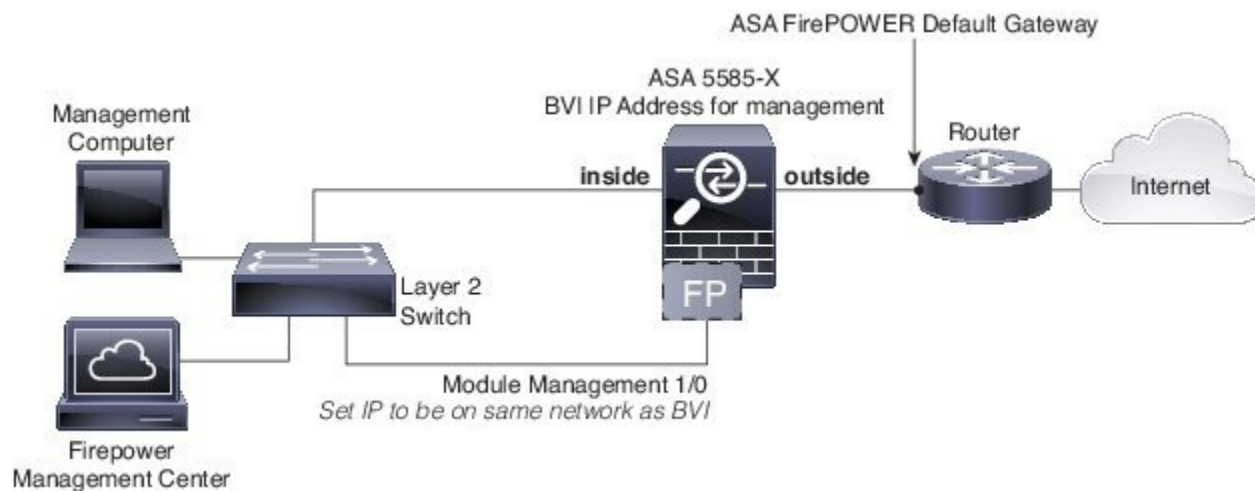 ASA FirePOWER Default Gateway
ASA 5585-X
BVI IP Address for management
Management
Computer
Router
inside
outside
Internet
Layer 2
Switch
FP
Module Management 1/0
Set IP to be on same network as BVI
Firepower
Management Center